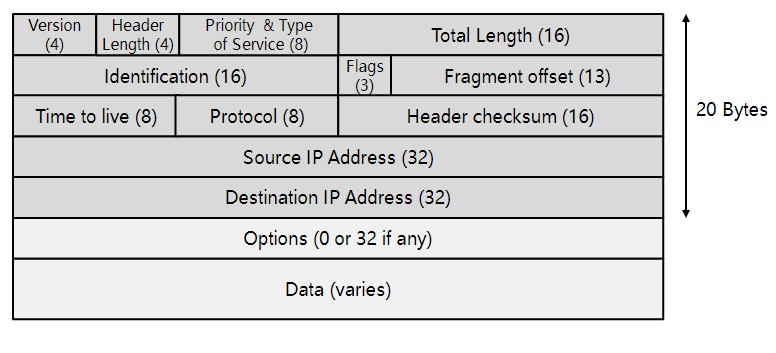 Version
(4)
Header
Length (4)
Priority & Type
of Service (8)
Total Length (16)
Identification (16)
Flags
(3)
Fragment offset (13)
Time to live (8)
Protocol (8)
Header checksum (16)
20 Bytes
Source IP Address (32)
Destination IP Address (32)
Options (0 or 32 if any)
Data (varies)